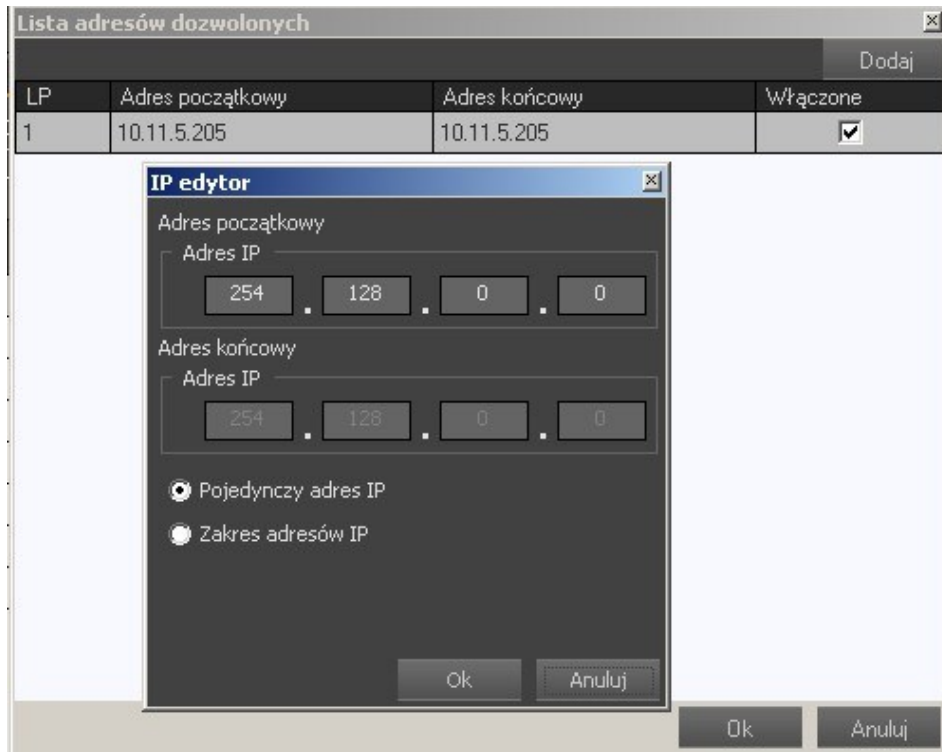 Lista adresów dozwolonych
Dodaj
LP Adres początkowy Adres końcowy Włączone
1 10.11.5.205 10.11.5.205
IP edytor
Adres początkowy
Adres IP
254 . 128 . 0 . 0
Adres końcowy
Adres IP
254 . 128 . 0 . 0
Pojedynczy adres IP
Zakres adresów IP
Ok Anuluj
Ok Anuluj